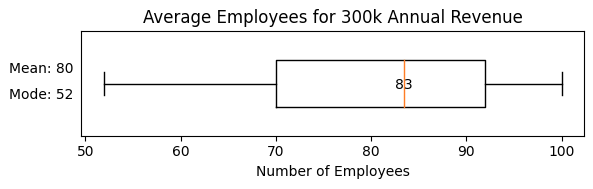 Average Employees for 300k Annual Revenue
Mean: 80
Mode: 52
83
50 60 70 80 90 100
Number of Employees